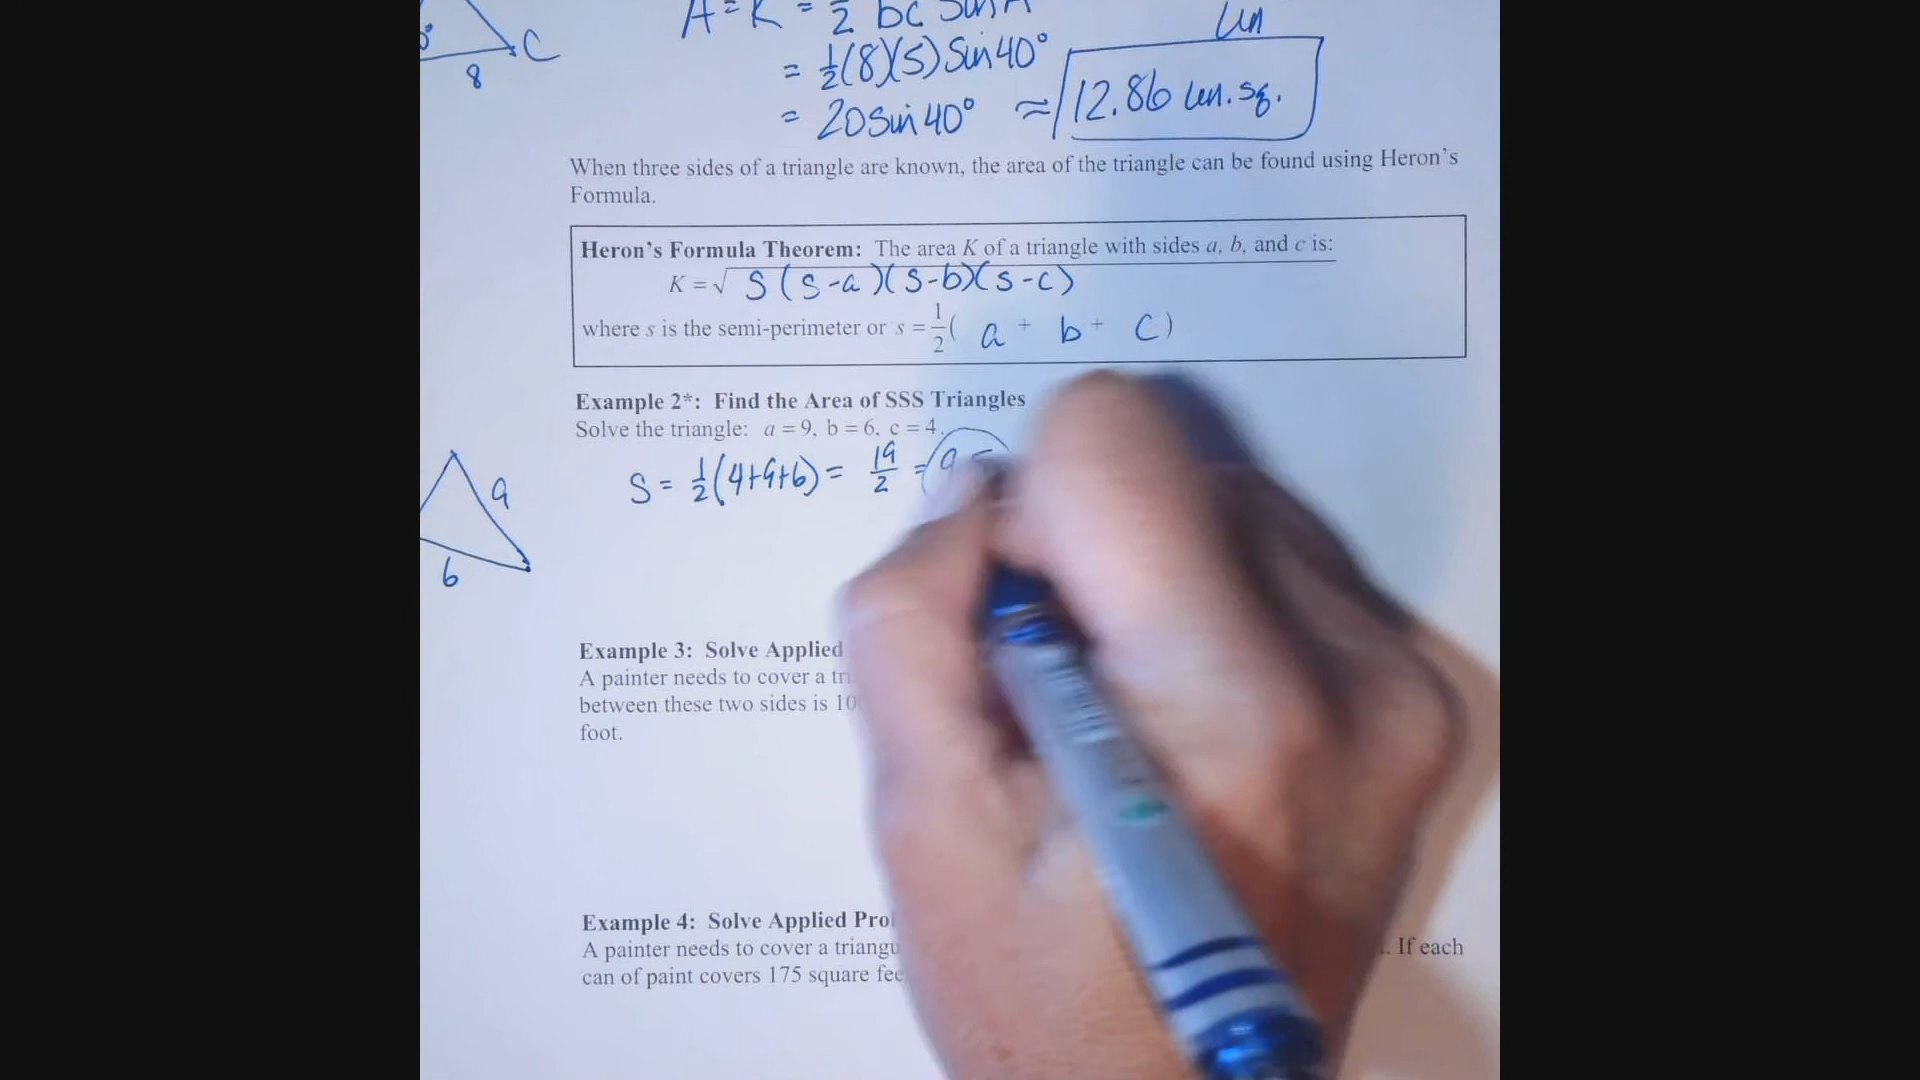 A = K = 1/2 bc Sin A
un
C
8
= 1/2(8)(5) Sin 40°
= 20 Sin 40° ≈ 12.86 un. sq.
When three sides of a triangle are known, the area of the triangle can be found using Heron's
Formula.
Heron's Formula Theorem: The area K of a triangle with sides a, b, and c is:
K = √ S(S-a)(S-b)(S-c)
where s is the semi-perimeter or s = 1/2( a + b + c )
Example 2*: Find the Area of SSS Triangles
Solve the triangle: a = 9, b = 6, c = 4.
S = 1/2(4+9+6) = 19/2 = 9
9
6
Example 3: Solve Applied
A painter needs to cover a
between these two sides is
foot.
Example 4: Solve Applied
A painter needs to cover a If each
can of paint covers 175 square